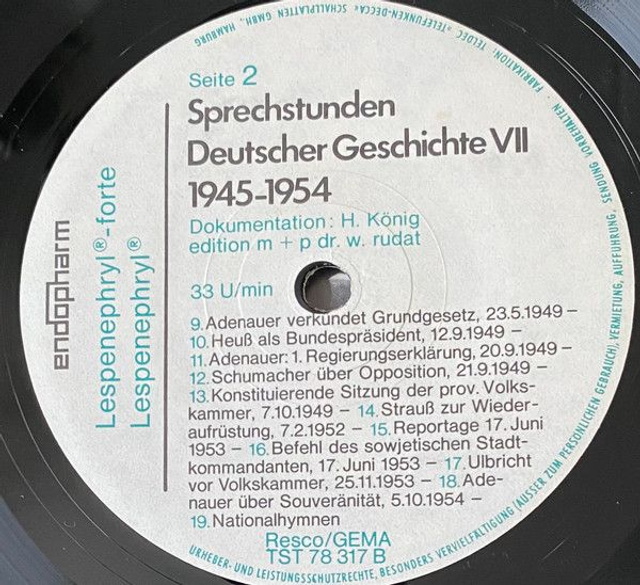 FABRIKATION: TELDEC »TELEFUNKEN-DECCA« SCHALLPLATTEN GMBH., HAMBURG
Seite 2
Sprechstunden
Deutscher Geschichte VII
1945-1954
Dokumentation: H. König
edition m + p dr. w. rudat
33 U/min
endopharm
Lespenephryl®-forte
Lespenephryl®
9. Adenauer verkündet Grundgesetz, 23.5.1949 –
10. Heuß als Bundespräsident, 12.9.1949 –
11. Adenauer: 1. Regierungserklärung, 20.9.1949 –
12. Schumacher über Opposition, 21.9.1949 –
13. Konstituierende Sitzung der prov. Volks-
kammer, 7.10.1949 – 14. Strauß zur Wieder-
aufrüstung, 7.2.1952 – 15. Reportage 17. Juni
1953 – 16. Befehl des sowjetischen Stadt-
kommandanten, 17. Juni 1953 – 17. Ulbricht
vor Volkskammer, 25.11.1953 – 18. Ade-
nauer über Souveränität, 5.10.1954 –
19. Nationalhymnen
Resco/GEMA
TST 78 317 B
URHEBER- UND LEISTUNGSSCHUTZRECHTE, BESONDERS VERVIELFÄLTIGUNG (AUSSER ZUM PERSÖNLICHEN GEBRAUCH), VERMIETUNG, AUFFÜHRUNG, SENDUNG VORBEHALTEN